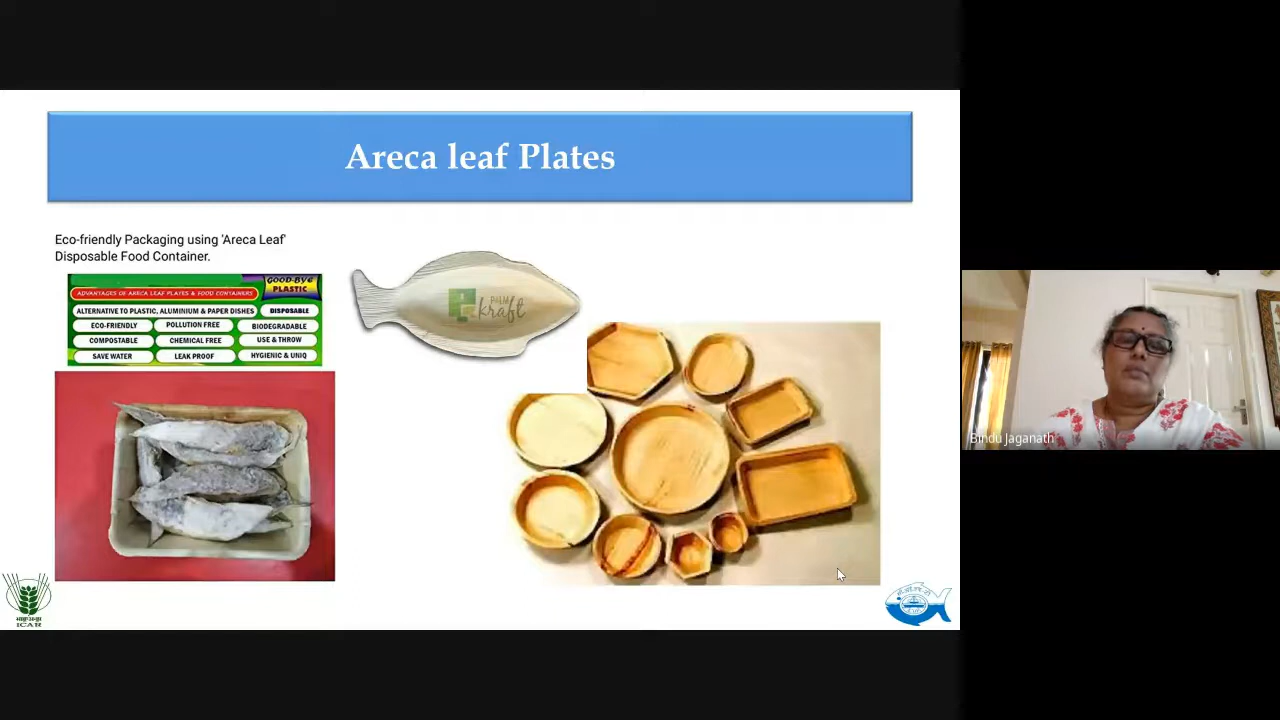 Areca leaf Plates
Eco-friendly Packaging using 'Areca Leaf'
Disposable Food Container.
GOOD-BYE
PLASTIC
ADVANTAGES OF ARECA LEAF PLATES & FOOD CONTAINERS
ALTERNATIVE TO PLASTIC, ALUMINIUM & PAPER DISHES DISPOSABLE
ECO-FRIENDLY POLLUTION FREE BIODEGRADABLE
COMPOSTABLE CHEMICAL FREE USE & THROW
SAVE WATER LEAK PROOF HYGIENIC & UNIQ
PALM
kraft
Bindu Jaganath
ICAR